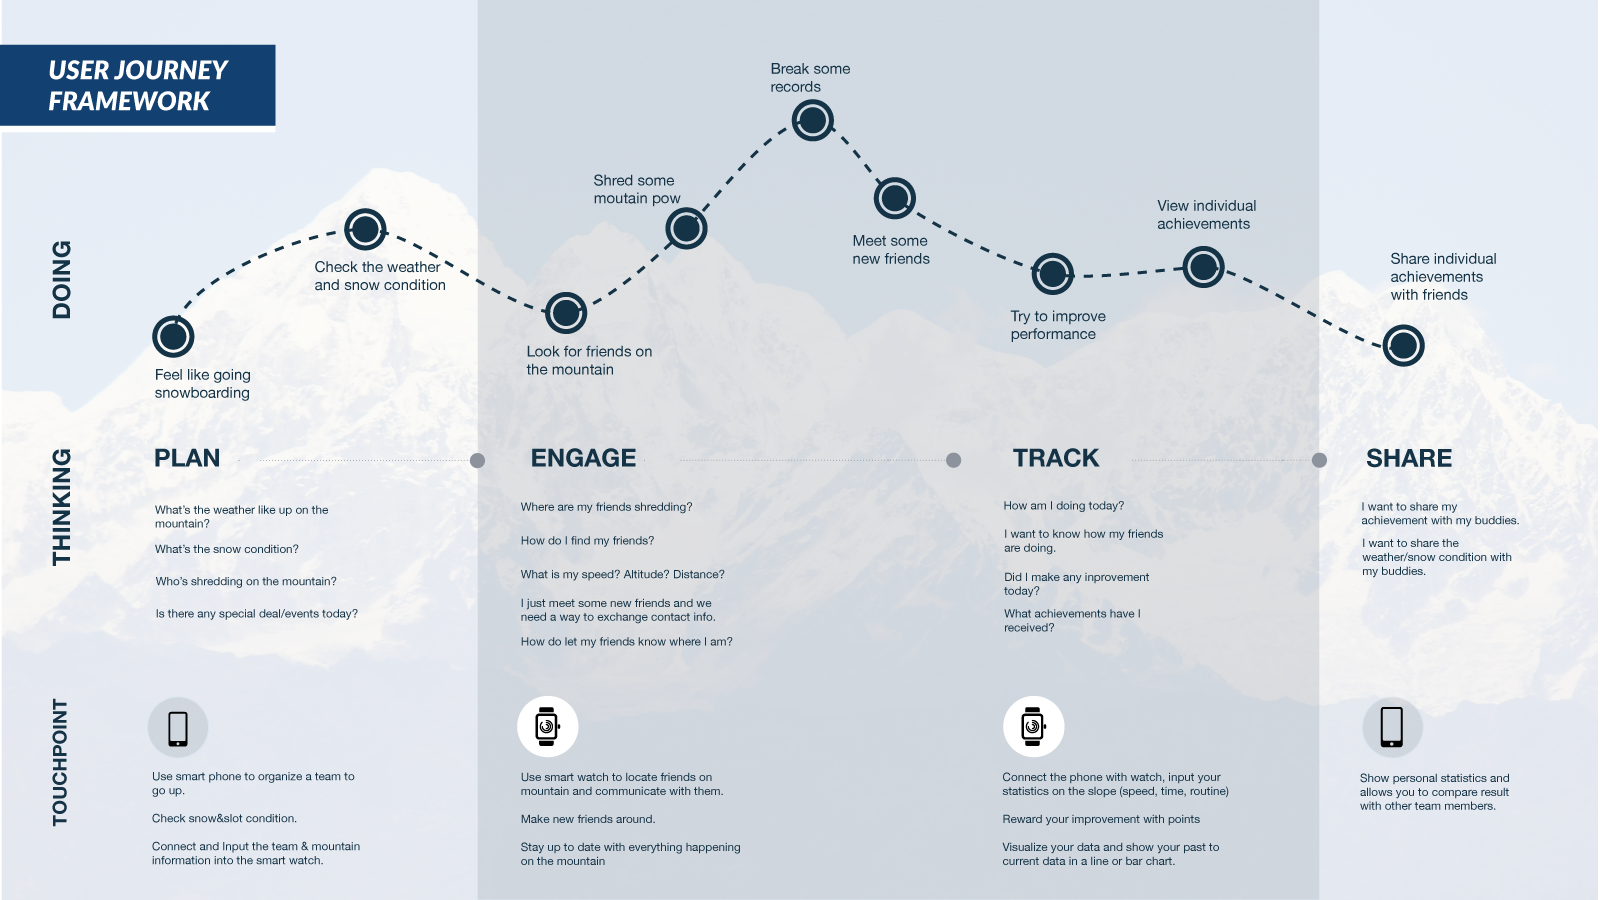 USER JOURNEY
FRAMEWORK
DOING
Feel like going
snowboarding
Check the weather
and snow condition
Look for friends on
the mountain
Shred some
moutain pow
Break some
records
Meet some
new friends
Try to improve
performance
View individual
achievements
Share individual
achievements
with friends
THINKING
PLAN
What's the weather like up on the
mountain?
What's the snow condition?
Who's shredding on the mountain?
Is there any special deal/events today?
ENGAGE
Where are my friends shredding?
How do I find my friends?
What is my speed? Altitude? Distance?
I just meet some new friends and we
need a way to exchange contact info.
How do let my friends know where I am?
TRACK
How am I doing today?
I want to know how my friends
are doing.
Did I make any inprovement
today?
What achievements have I
received?
SHARE
I want to share my
achievement with my buddies.
I want to share the
weather/snow condition with
my buddies.
TOUCHPOINT
Use smart phone to organize a team to
go up.
Check snow&slot condition.
Connect and Input the team & mountain
information into the smart watch.
Use smart watch to locate friends on
mountain and communicate with them.
Make new friends around.
Stay up to date with everything happening
on the mountain
Connect the phone with watch, input your
statistics on the slope (speed, time, routine)
Reward your improvement with points
Visualize your data and show your past to
current data in a line or bar chart.
Show personal statistics and
allows you to compare result
with other team members.